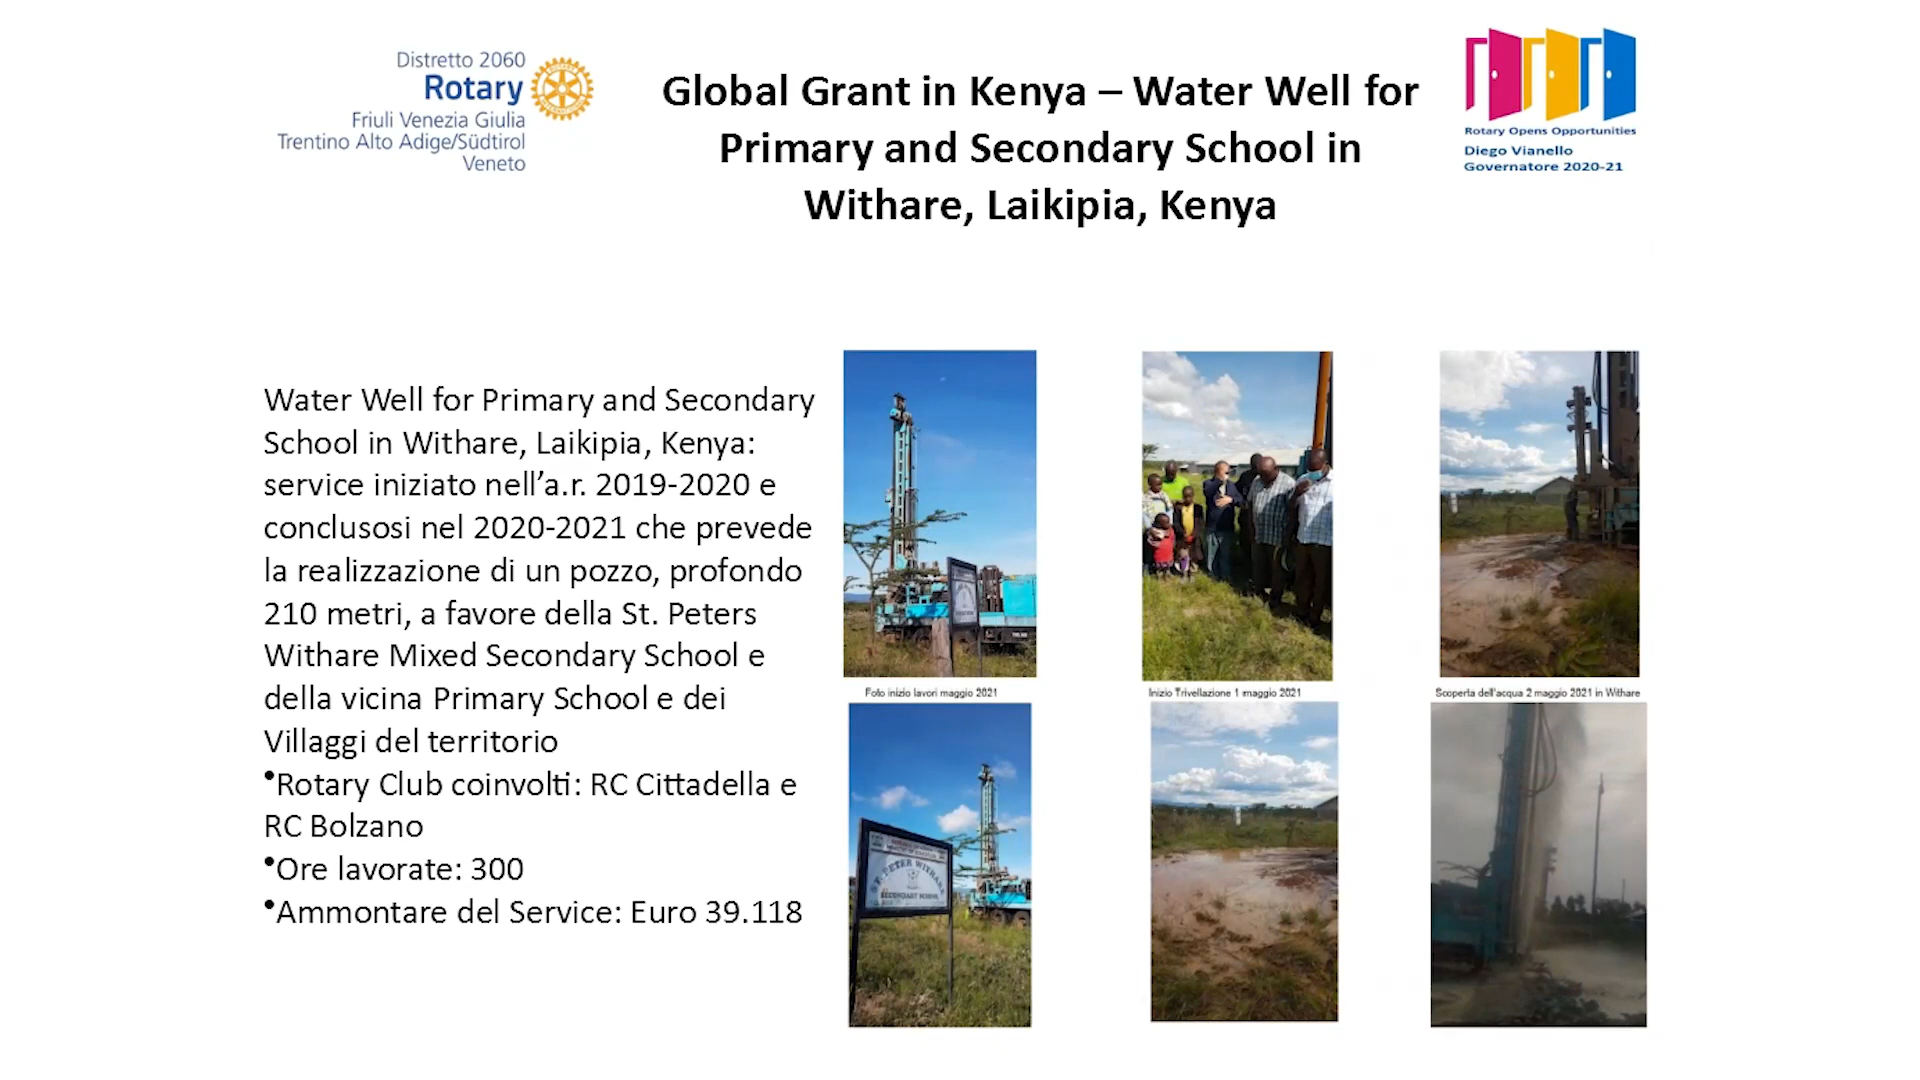 Distretto 2060
Rotary
Friuli Venezia Giulia
Trentino Alto Adige/Südtirol
Veneto
Global Grant in Kenya – Water Well for
Primary and Secondary School in
Withare, Laikipia, Kenya
Rotary Opens Opportunities
Diego Vianello
Governatore 2020-21
Water Well for Primary and Secondary
School in Withare, Laikipia, Kenya:
service iniziato nell’a.r. 2019-2020 e
conclusosi nel 2020-2021 che prevede
la realizzazione di un pozzo, profondo
210 metri, a favore della St. Peters
Withare Mixed Secondary School e
della vicina Primary School e dei
Villaggi del territorio
•Rotary Club coinvolti: RC Cittadella e
RC Bolzano
•Ore lavorate: 300
•Ammontare del Service: Euro 39.118
Foto inizio lavori maggio 2021
Inizio Trivellazione 1 maggio 2021
Scoperta dell'acqua 2 maggio 2021 in Withare
ST. PETER WITHARE
SECONDARY SCHOOL